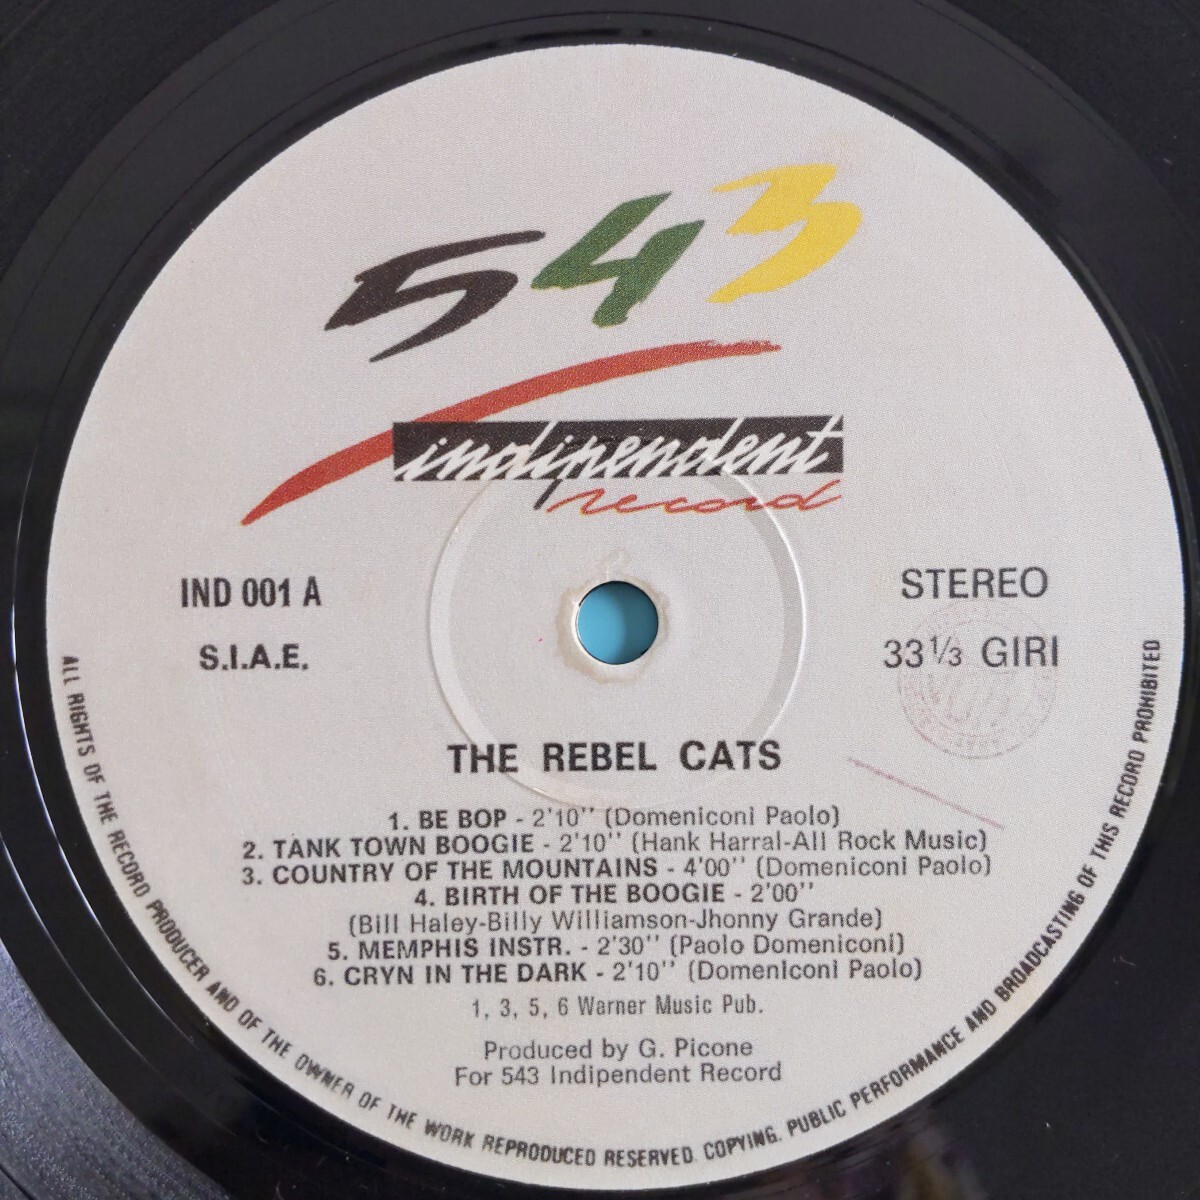 543
indipendent
record
IND 001 A
S.I.A.E.
STEREO
33 1/3 GIRI
THE REBEL CATS
1. BE BOP - 2'10'' (Domeniconi Paolo)
2. TANK TOWN BOOGIE - 2'10'' (Hank Harral-All Rock Music)
3. COUNTRY OF THE MOUNTAINS - 4'00'' (Domeniconi Paolo)
4. BIRTH OF THE BOOGIE - 2'00''
(Bill Haley-Billy Williamson-Jhonny Grande)
5. MEMPHIS INSTR. - 2'30'' (Paolo Domeniconi)
6. CRYN IN THE DARK - 2'10'' (DomenIconi Paolo)
1, 3, 5, 6 Warner Music Pub.
Produced by G. Picone
For 543 Indipendent Record
ALL RIGHTS OF THE RECORD PRODUCER AND OF THE OWNER OF THE WORK REPRODUCED RESERVED. COPYING. PUBLIC PERFORMANCE AND BROADCASTING OF THIS RECORD PROHIBITED